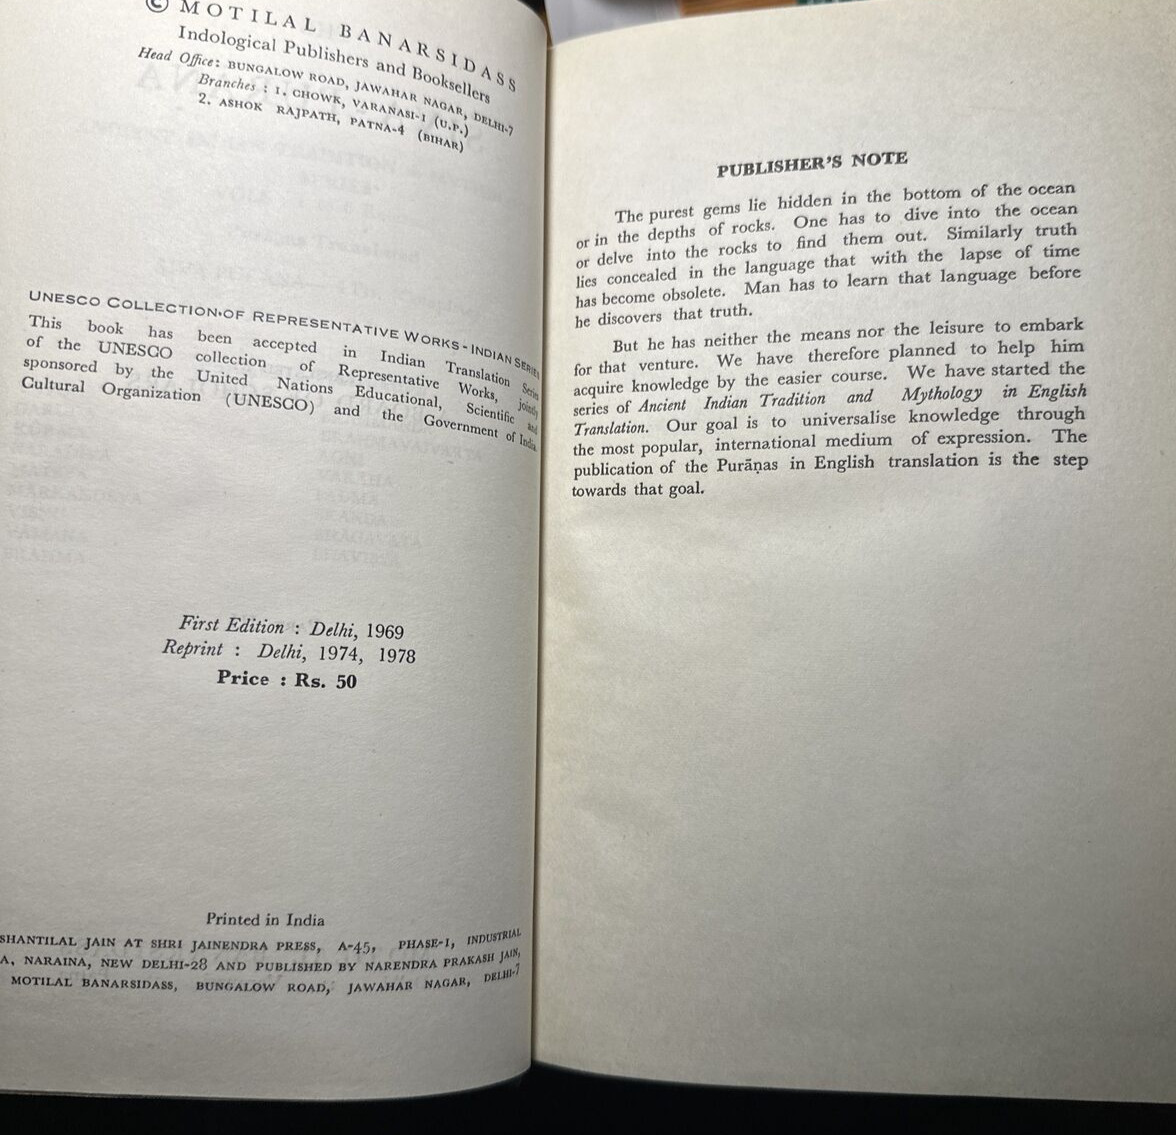 © MOTILAL BANARSIDASS
Indological Publishers and Booksellers
Head Office: BUNGALOW ROAD, JAWAHAR NAGAR, DELHI-7
Branches : 1. CHOWK, VARANASI-1 (U.P.)
2. ASHOK RAJPATH, PATNA-4 (BIHAR)
UNESCO COLLECTION OF REPRESENTATIVE WORKS - INDIAN SERIES
This book has been accepted in Indian Translation Series
of the UNESCO collection of Representative Works, jointly
sponsored by the United Nations Educational, Scientific and
Cultural Organization (UNESCO) and the Government of India.
First Edition : Delhi, 1969
Reprint : Delhi, 1974, 1978
Price : Rs. 50
Printed in India
SHANTILAL JAIN AT SHRI JAINENDRA PRESS, A-45, PHASE-1, INDUSTRIAL
A, NARAINA, NEW DELHI-28 AND PUBLISHED BY NARENDRA PRAKASH JAIN,
MOTILAL BANARSIDASS, BUNGALOW ROAD, JAWAHAR NAGAR, DELHI-7
PUBLISHER'S NOTE
The purest gems lie hidden in the bottom of the ocean
or in the depths of rocks. One has to dive into the ocean
or delve into the rocks to find them out. Similarly truth
lies concealed in the language that with the lapse of time
has become obsolete. Man has to learn that language before
he discovers that truth.
But he has neither the means nor the leisure to embark
for that venture. We have therefore planned to help him
acquire knowledge by the easier course. We have started the
series of Ancient Indian Tradition and Mythology in English
Translation. Our goal is to universalise knowledge through
the most popular, international medium of expression. The
publication of the Purāṇas in English translation is the step
towards that goal.